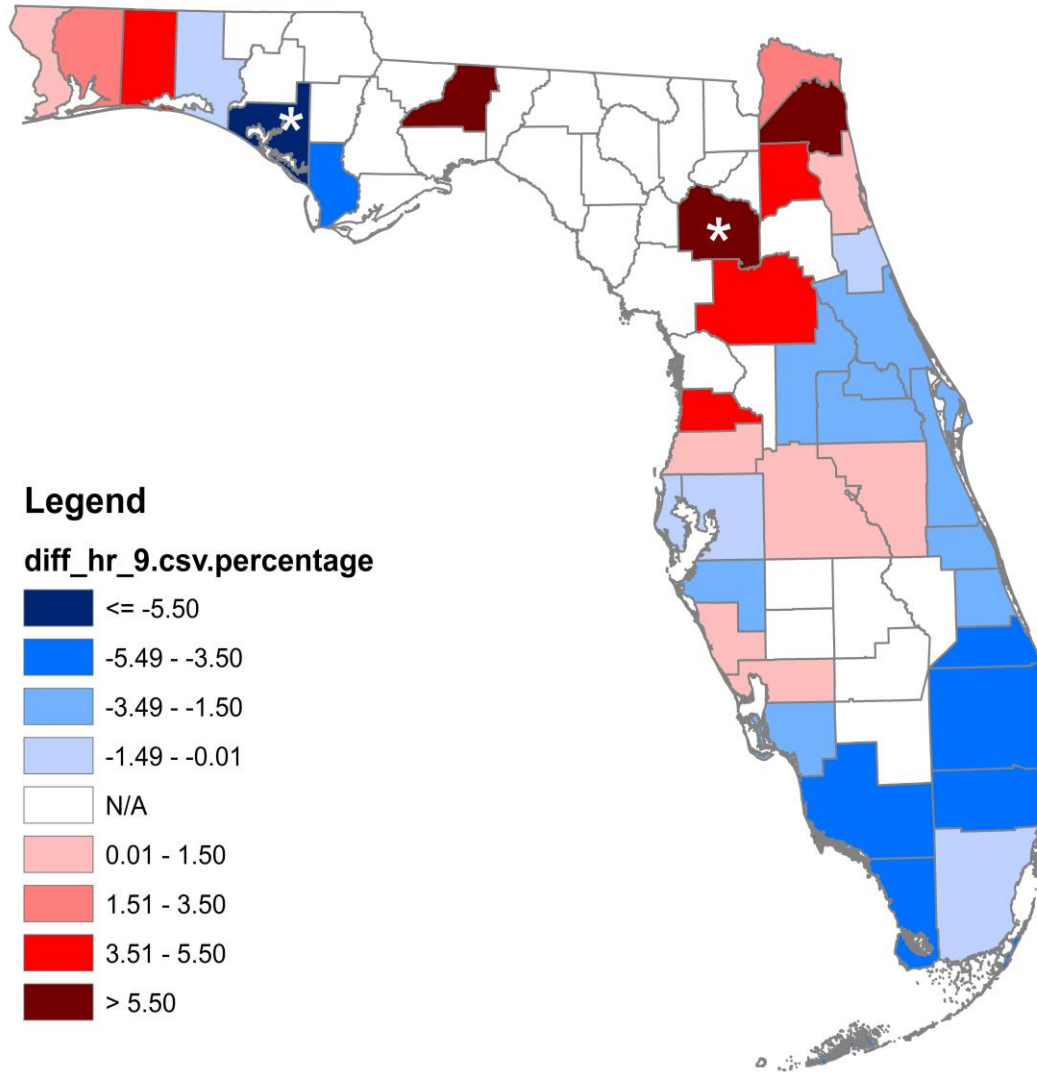 *
*
Legend
diff_hr_9.csv.percentage
<= -5.50
-5.49 - -3.50
-3.49 - -1.50
-1.49 - -0.01
N/A
0.01 - 1.50
1.51 - 3.50
3.51 - 5.50
> 5.50